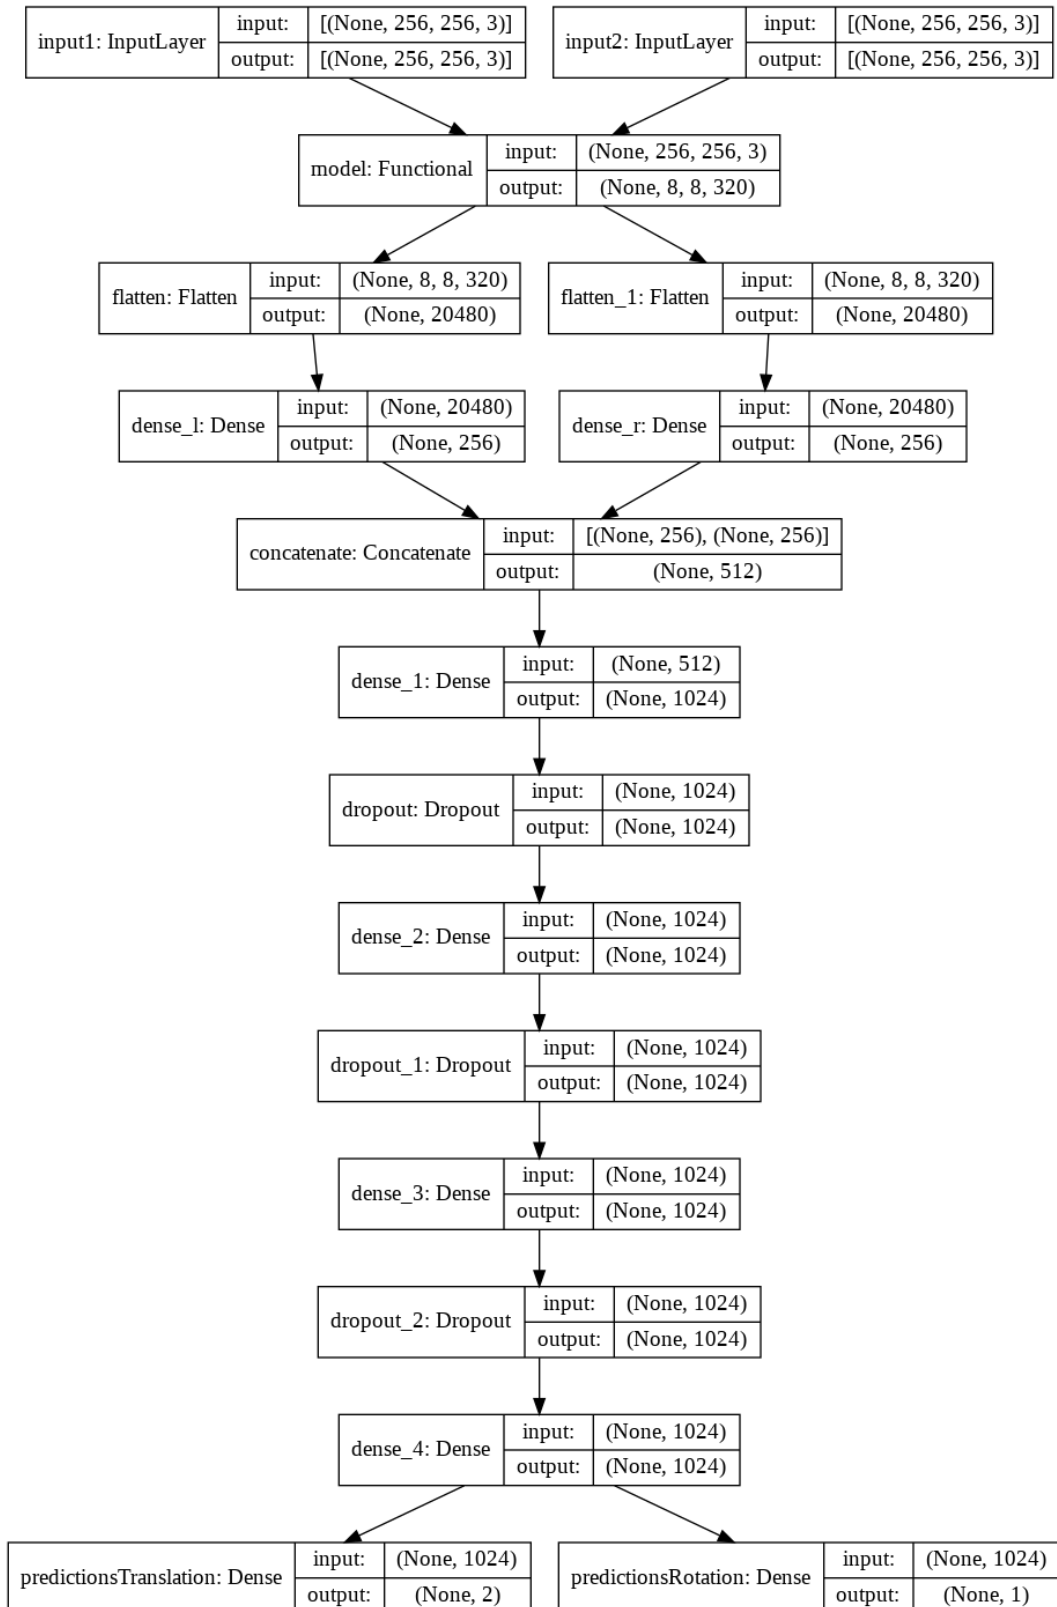 input1: InputLayer
input: [(None, 256, 256, 3)]
output: [(None, 256, 256, 3)]
input2: InputLayer
input: [(None, 256, 256, 3)]
output: [(None, 256, 256, 3)]
model: Functional
input: (None, 256, 256, 3)
output: (None, 8, 8, 320)
flatten: Flatten
input: (None, 8, 8, 320)
output: (None, 20480)
flatten_1: Flatten
input: (None, 8, 8, 320)
output: (None, 20480)
dense_l: Dense
input: (None, 20480)
output: (None, 256)
dense_r: Dense
input: (None, 20480)
output: (None, 256)
concatenate: Concatenate
input: [(None, 256), (None, 256)]
output: (None, 512)
dense_1: Dense
input: (None, 512)
output: (None, 1024)
dropout: Dropout
input: (None, 1024)
output: (None, 1024)
dense_2: Dense
input: (None, 1024)
output: (None, 1024)
dropout_1: Dropout
input: (None, 1024)
output: (None, 1024)
dense_3: Dense
input: (None, 1024)
output: (None, 1024)
dropout_2: Dropout
input: (None, 1024)
output: (None, 1024)
dense_4: Dense
input: (None, 1024)
output: (None, 1024)
predictionsTranslation: Dense
input: (None, 1024)
output: (None, 2)
predictionsRotation: Dense
input: (None, 1024)
output: (None, 1)